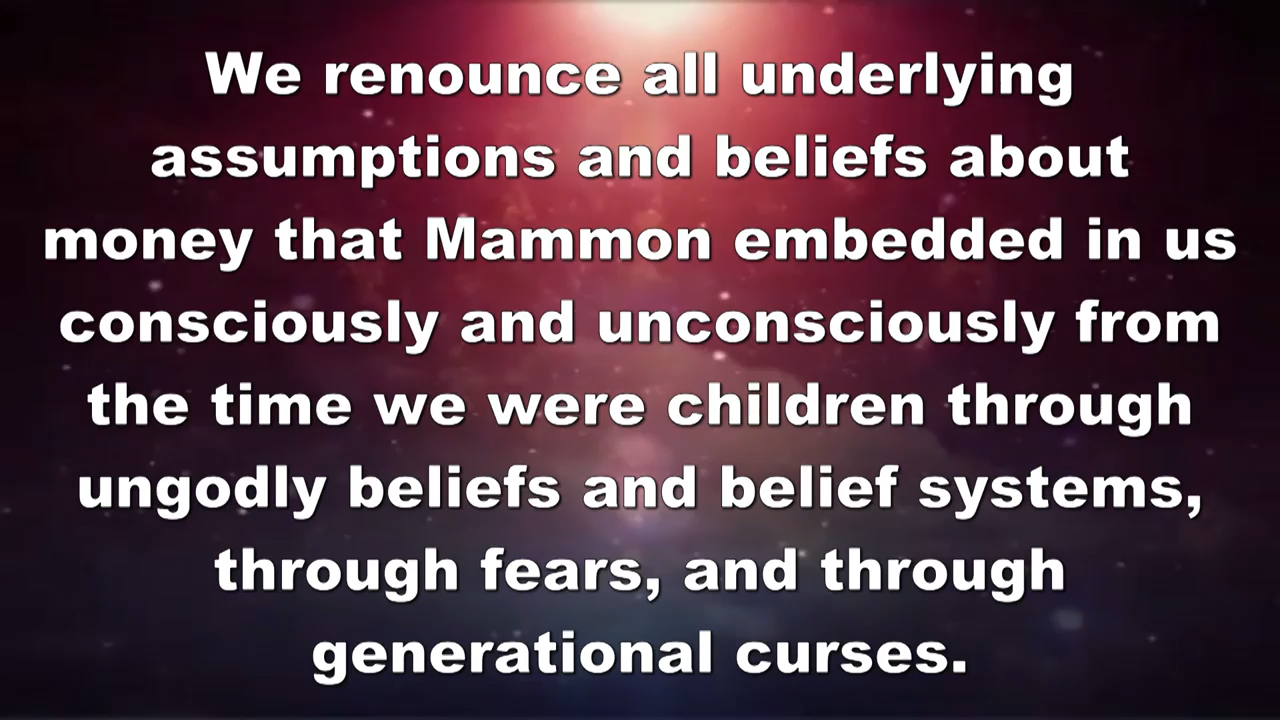 We renounce all underlying
assumptions and beliefs about
money that Mammon embedded in us
consciously and unconsciously from
the time we were children through
ungodly beliefs and belief systems,
through fears, and through
generational curses.